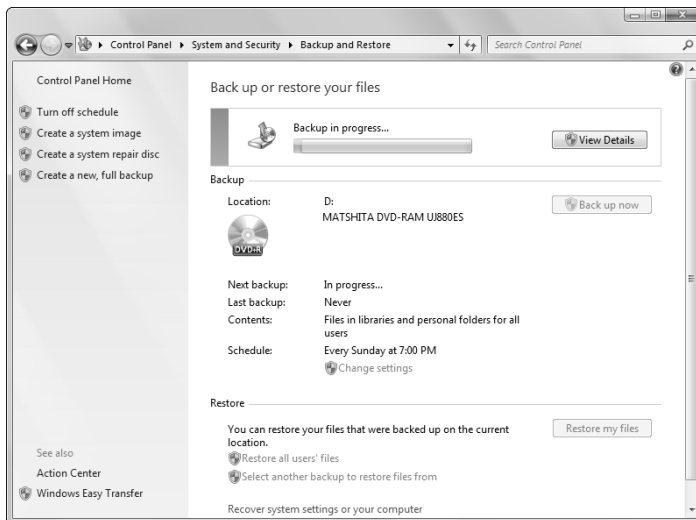 Control Panel ▸ System and Security ▸ Backup and Restore
Search Control Panel
Control Panel Home
Turn off schedule
Create a system image
Create a system repair disc
Create a new, full backup
Back up or restore your files
Backup in progress...
View Details
Backup
Location:
D:
MATSHITA DVD-RAM UJ880ES
Back up now
DVD+R
Next backup:
In progress...
Last backup:
Never
Contents:
Files in libraries and personal folders for all
users
Schedule:
Every Sunday at 7:00 PM
Change settings
Restore
You can restore your files that were backed up on the current
location.
Restore my files
Restore all users' files
Select another backup to restore files from
Recover system settings or your computer
See also
Action Center
Windows Easy Transfer